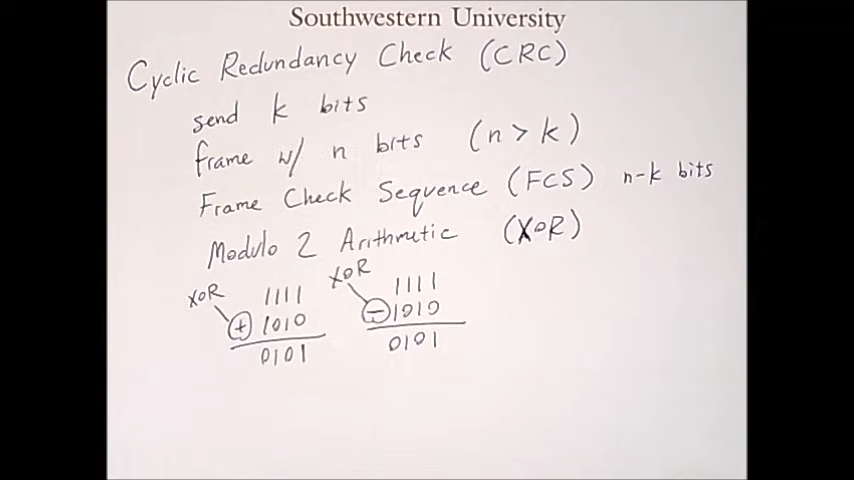 Southwestern University
Cyclic Redundancy Check (CRC)
send k bits
frame w/ n bits (n > k)
Frame Check Sequence (FCS) n-k bits
Modulo 2 Arithmetic (XOR)
XOR 1111 XOR 1111
+ 1010 - 1010
0101 0101